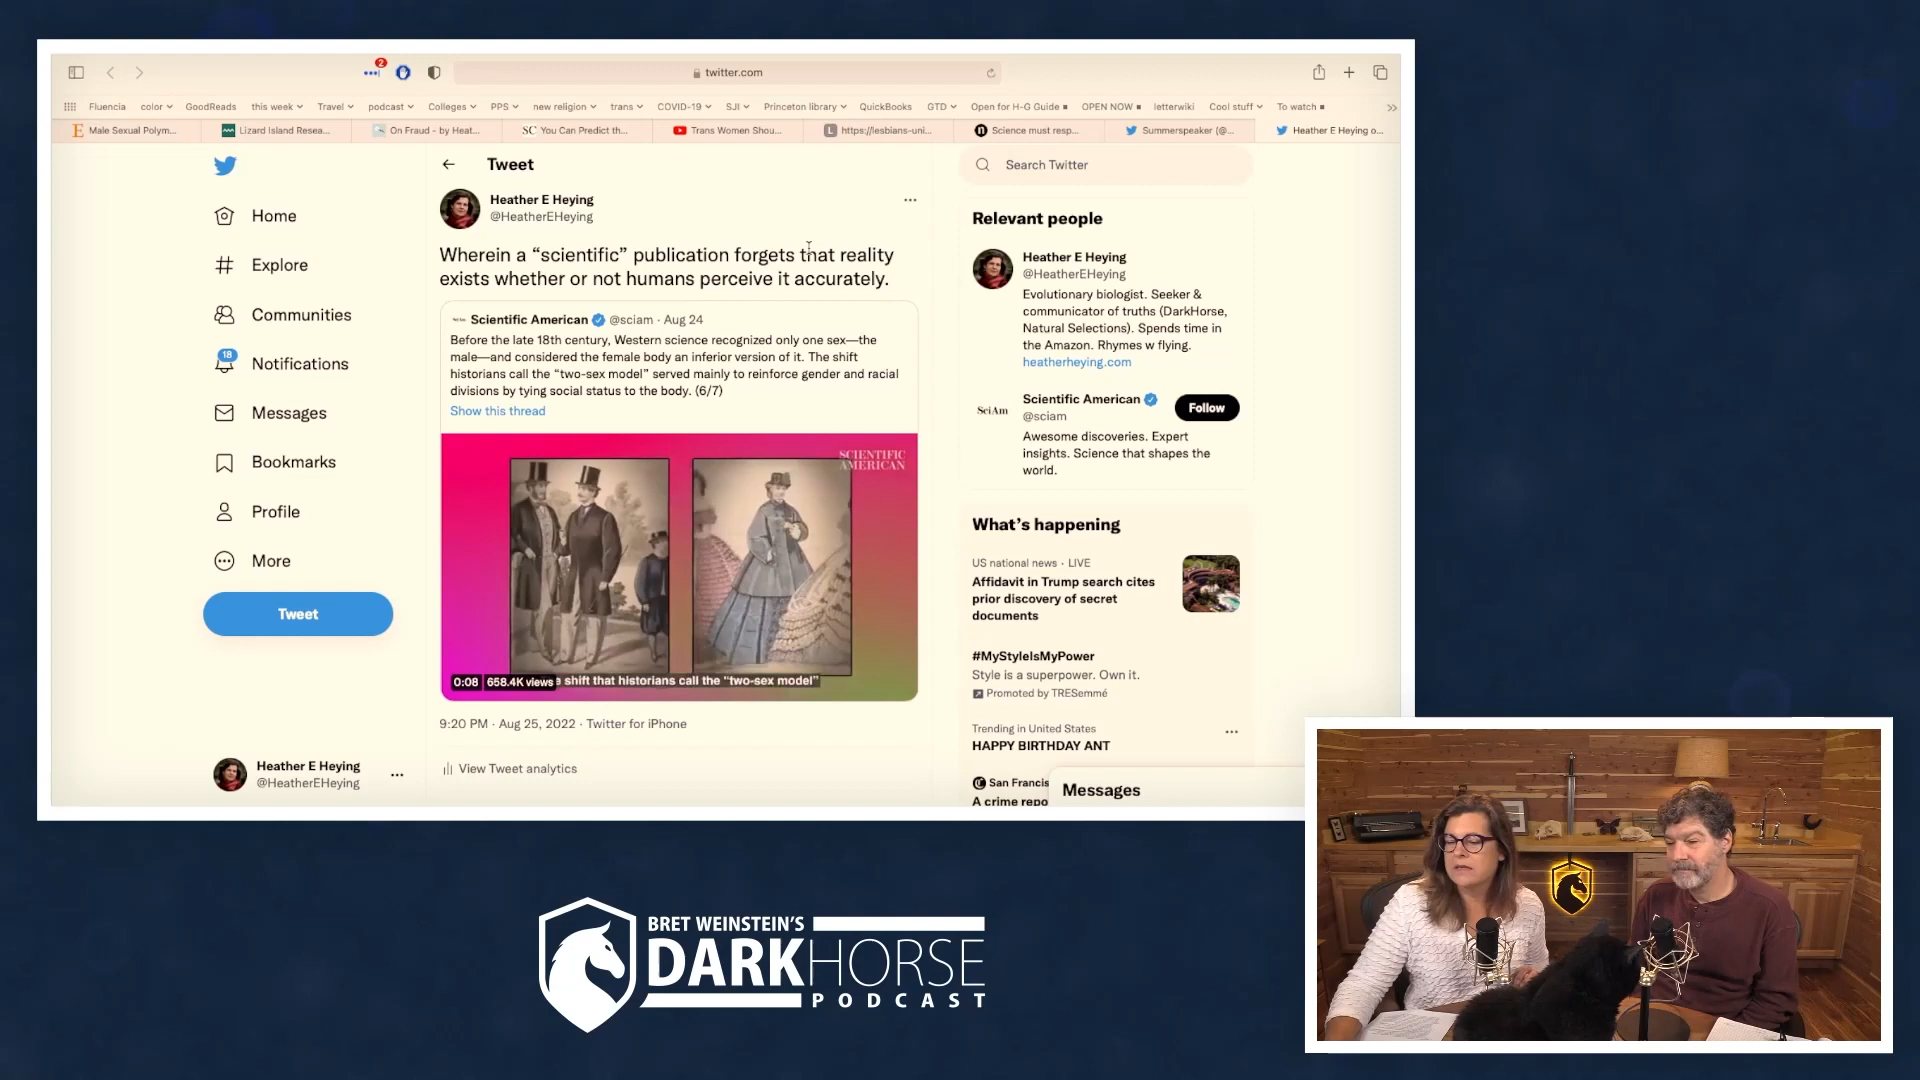 2
twitter.com
Fluencia color GoodReads this week Travel podcast Colleges PPS new religion trans COVID-19 SJI Princeton library QuickBooks GTD Open for H-G Guide OPEN NOW letterwiki Cool stuff To watch
E Male Sexual Polym... Lizard Island Resea... On Fraud - by Heat... SC You Can Predict th... Trans Women Shou... L https://lesbians-uni... n Science must resp... Summerspeaker (@... Heather E Heying o...
Home
Explore
Communities
18
Notifications
Messages
Bookmarks
Profile
More
Tweet
Heather E Heying
@HeatherEHeying
...
Tweet
Heather E Heying
@HeatherEHeying
...
Wherein a “scientific” publication forgets that reality
exists whether or not humans perceive it accurately.
Scientific American @sciam · Aug 24
Before the late 18th century, Western science recognized only one sex—the
male—and considered the female body an inferior version of it. The shift
historians call the “two-sex model” served mainly to reinforce gender and racial
divisions by tying social status to the body. (6/7)
Show this thread
SCIENTIFIC
AMERICAN
0:08 658.4K views a shift that historians call the “two-sex model”
9:20 PM · Aug 25, 2022 · Twitter for iPhone
View Tweet analytics
Search Twitter
Relevant people
Heather E Heying
@HeatherEHeying
Evolutionary biologist. Seeker &
communicator of truths (DarkHorse,
Natural Selections). Spends time in
the Amazon. Rhymes w flying.
heatherheying.com
SciAm
Scientific American
@sciam
Follow
Awesome discoveries. Expert
insights. Science that shapes the
world.
What’s happening
US national news · LIVE
Affidavit in Trump search cites
prior discovery of secret
documents
#MyStyleIsMyPower
Style is a superpower. Own it.
Promoted by TRESemmé
Trending in United States
...
HAPPY BIRTHDAY ANT
San Francis
A crime repo
Messages
BRET WEINSTEIN’S
DARKHORSE
PODCAST